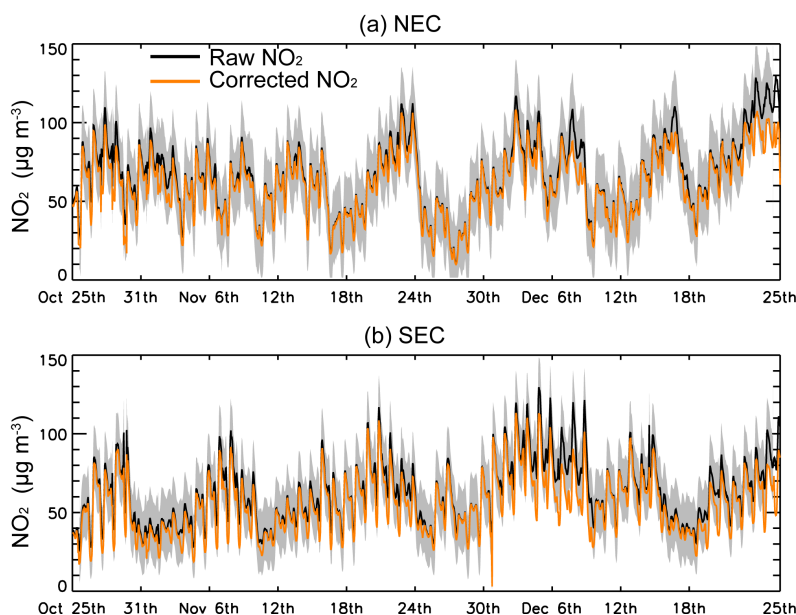 (a) NEC
Raw NO₂
Corrected NO₂
NO₂ (µg m⁻³)
150
100
50
0
Oct 25th 31th Nov 6th 12th 18th 24th 30th Dec 6th 12th 18th 25th
(b) SEC
NO₂ (µg m⁻³)
150
100
50
0
Oct 25th 31th Nov 6th 12th 18th 24th 30th Dec 6th 12th 18th 25th